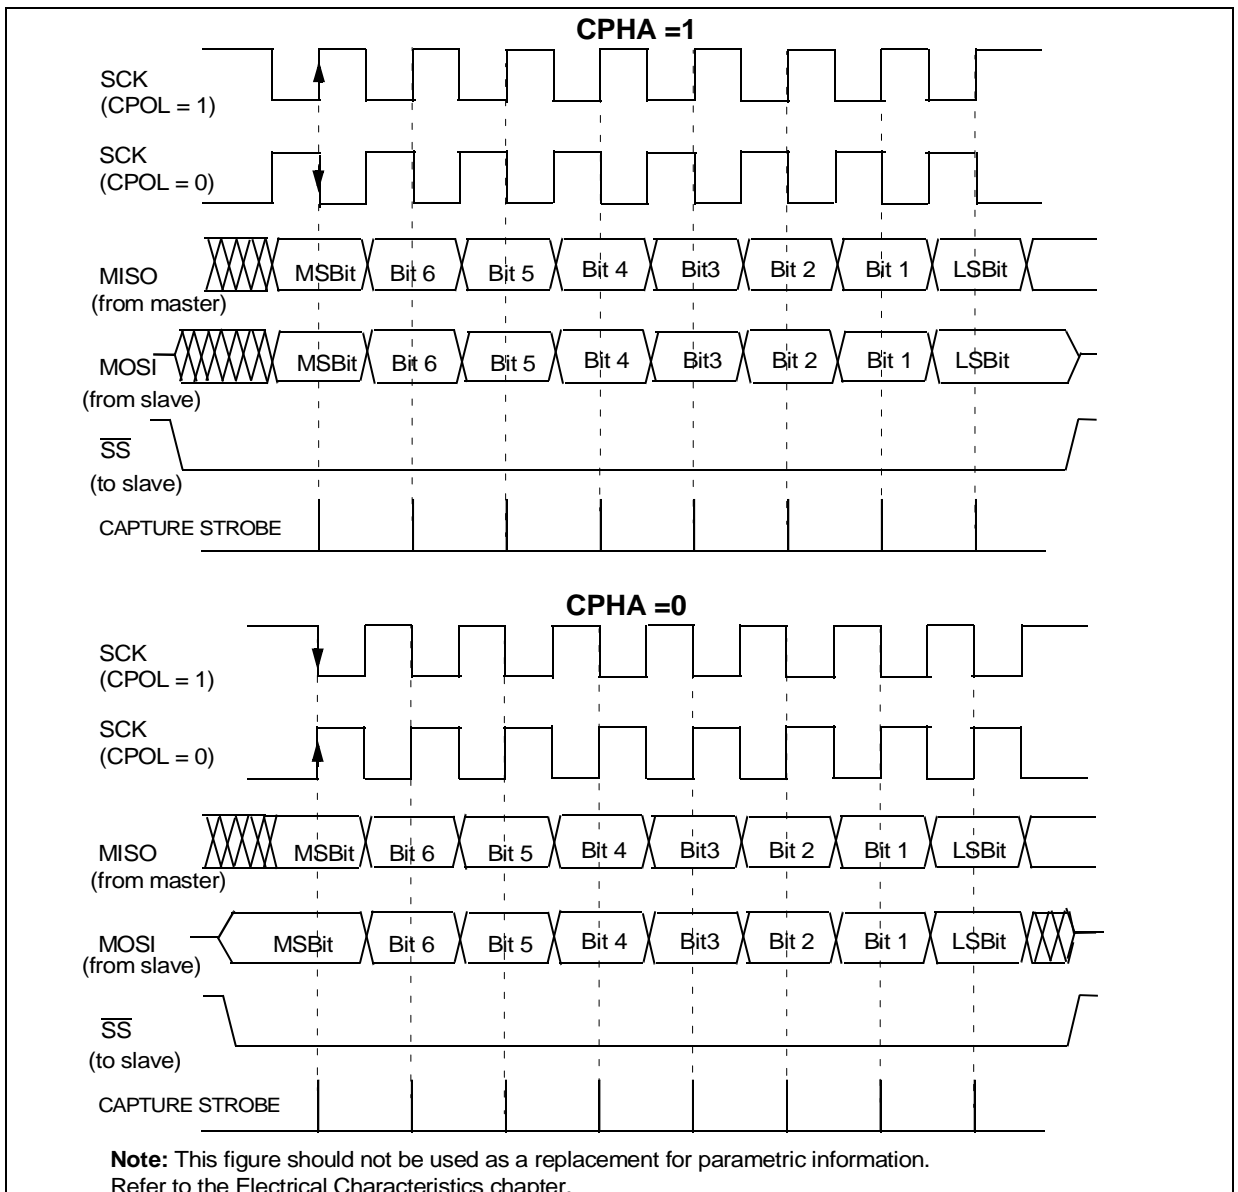 CPHA =1
SCK
(CPOL = 1)
SCK
(CPOL = 0)
MISO
(from master)
MSBit Bit 6 Bit 5 Bit 4 Bit3 Bit 2 Bit 1 LSBit
MOSI
(from slave)
MSBit Bit 6 Bit 5 Bit 4 Bit3 Bit 2 Bit 1 LSBit
SS
(to slave)
CAPTURE STROBE
CPHA =0
SCK
(CPOL = 1)
SCK
(CPOL = 0)
MISO
(from master)
MSBit Bit 6 Bit 5 Bit 4 Bit3 Bit 2 Bit 1 LSBit
MOSI
(from slave)
MSBit Bit 6 Bit 5 Bit 4 Bit3 Bit 2 Bit 1 LSBit
SS
(to slave)
CAPTURE STROBE
Note: This figure should not be used as a replacement for parametric information.
Refer to the Electrical Characteristics chapter.